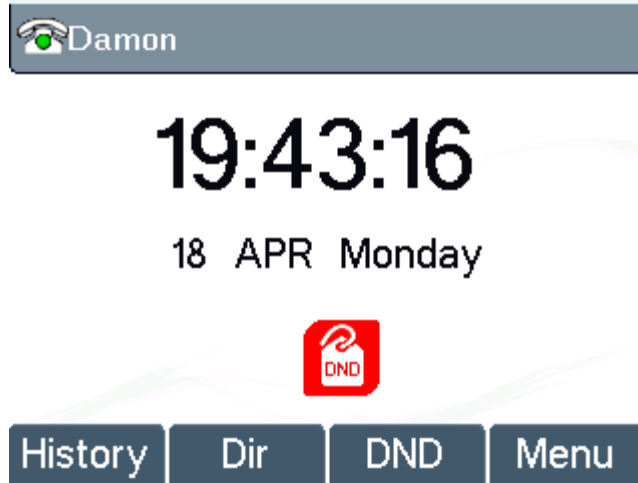 Damon
19:43:16
18 APR Monday
DND
History Dir DND Menu